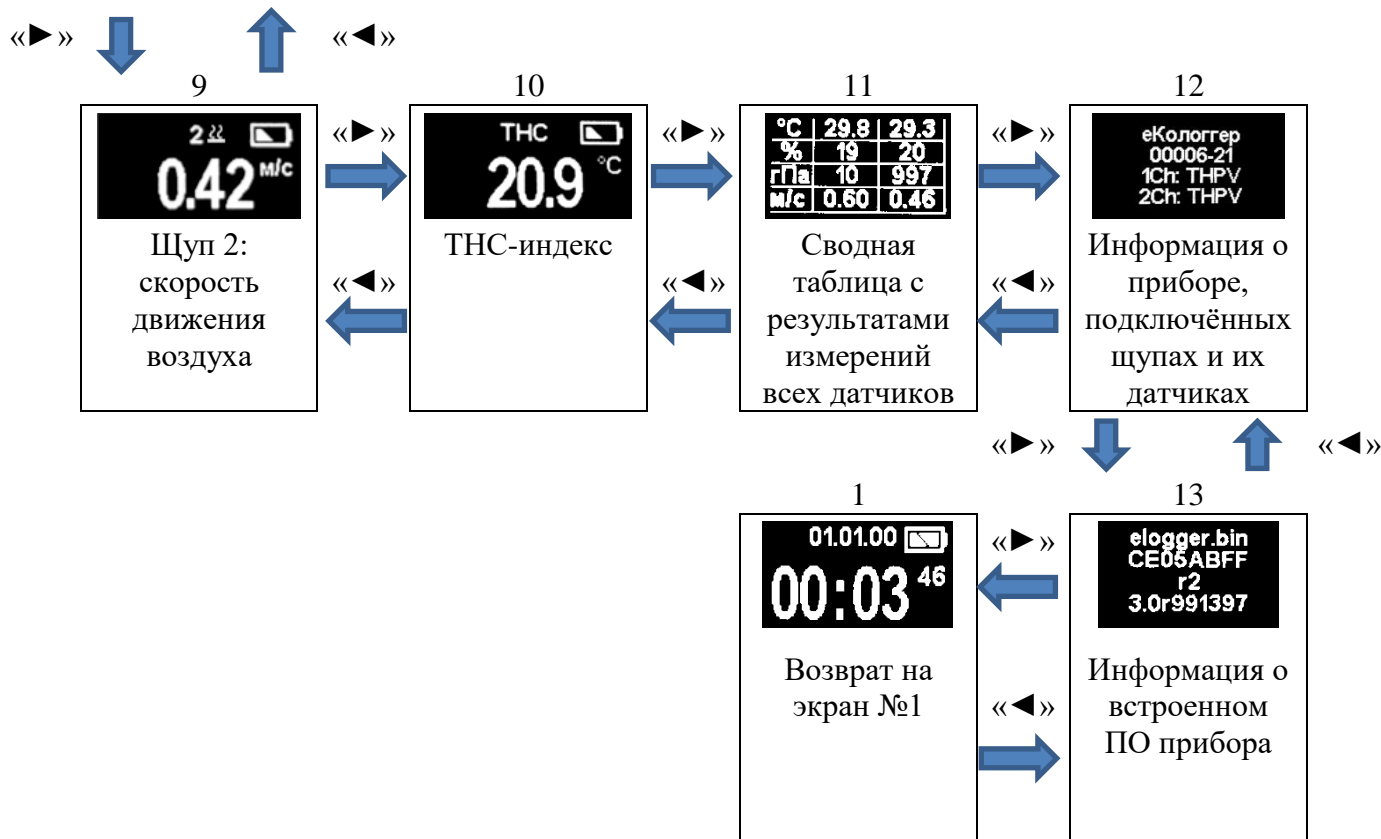 «►» «◄»
9 10 11 12
2
0.42 м/с
ТНС
20.9 °C
°C 29.8 29.3
% 19 20
гПа 10 997
м/с 0.60 0.46
еКологгер
00006-21
1Ch: THPV
2Ch: THPV
«►» «►» «►»
Щуп 2:
скорость
движения
воздуха
ТНС-индекс
Сводная
таблица с
результатами
измерений
всех датчиков
Информация о
приборе,
подключённых
щупах и их
датчиках
«◄» «◄» «◄»
«►» «◄»
1 13
01.01.00
00:03 46
«►»
elogger.bin
CE05ABFF
r2
3.0r991397
Возврат на
экран №1
«◄»
Информация о
встроенном
ПО прибора